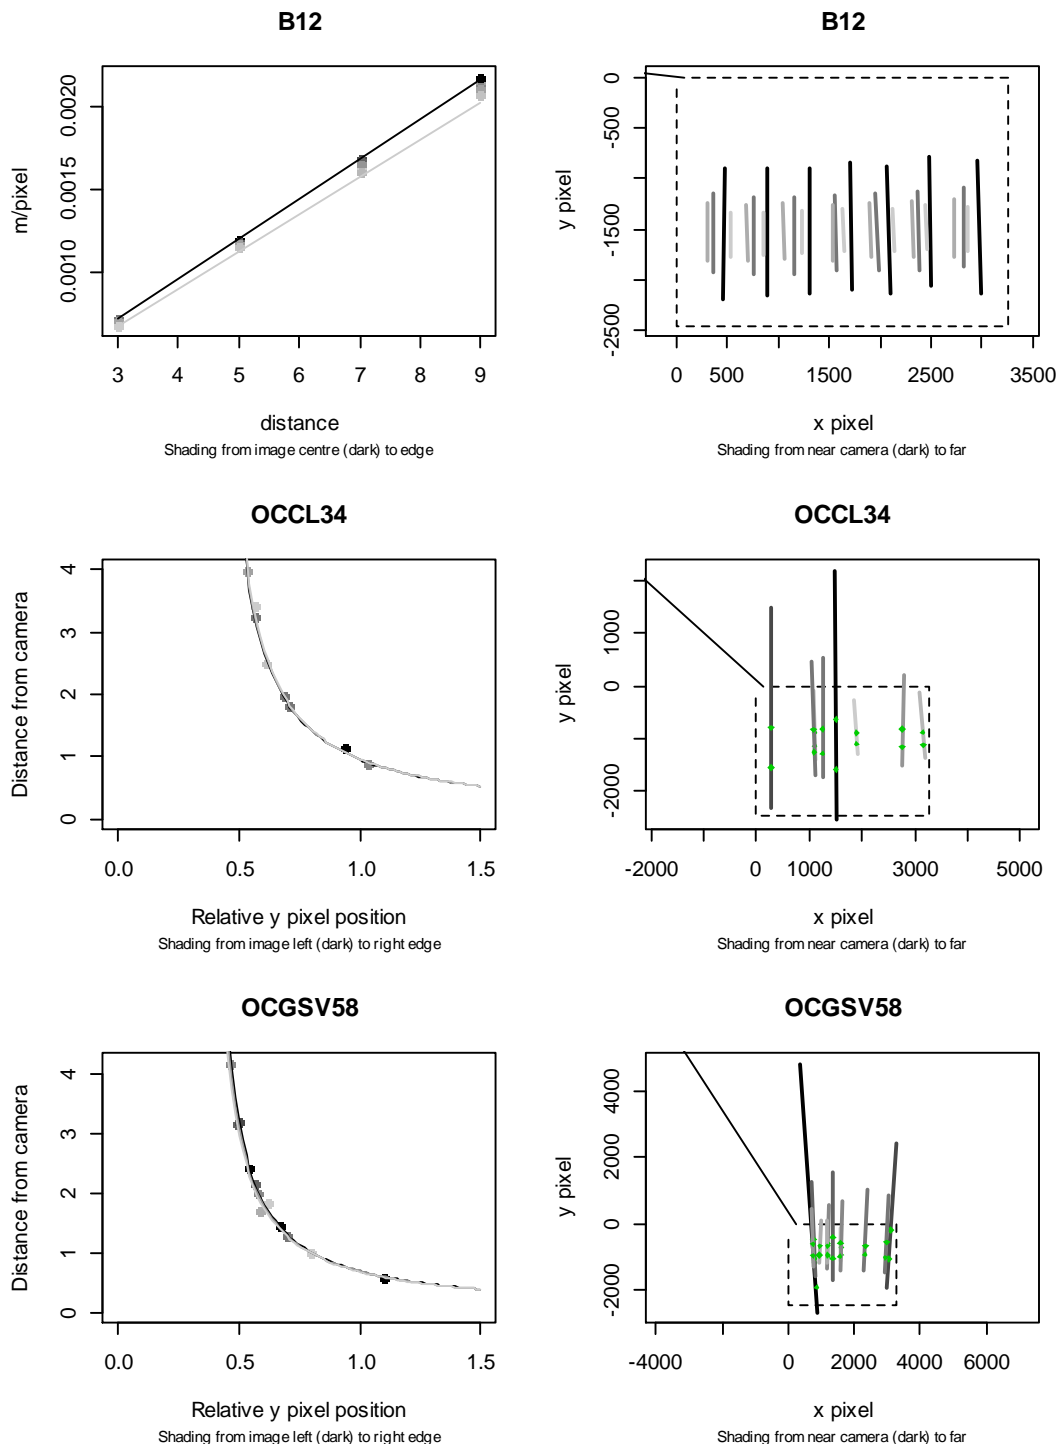 B12
B12
0.0020
0.0015
0.0010
m/pixel
3 4 5 6 7 8 9
distance
Shading from image centre (dark) to edge
0
-500
-1500
-2500
y pixel
0 500 1500 2500 3500
x pixel
Shading from near camera (dark) to far
OCCL34
OCCL34
4
3
2
1
0
Distance from camera
0.0 0.5 1.0 1.5
Relative y pixel position
Shading from image left (dark) to right edge
1000
0
-2000
y pixel
-2000 0 1000 3000 5000
x pixel
Shading from near camera (dark) to far
OCGSV58
OCGSV58
4
3
2
1
0
Distance from camera
0.0 0.5 1.0 1.5
Relative y pixel position
Shading from image left (dark) to right edge
4000
2000
0
-2000
y pixel
-4000 0 2000 4000 6000
x pixel
Shading from near camera (dark) to far